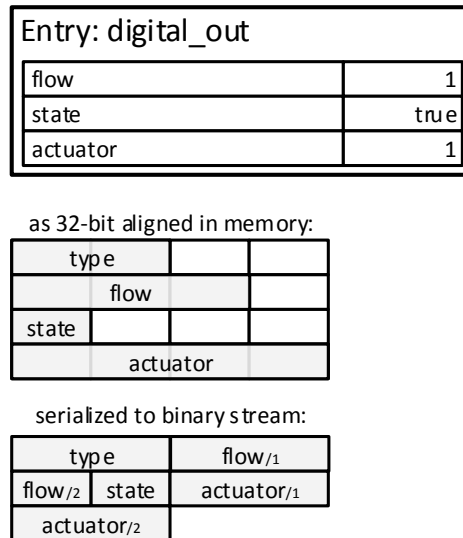 Entry: digital_out
flow 1
state true
actuator 1
as 32-bit aligned in memory:
type
flow
state
actuator
serialized to binary stream:
type flow/1
flow/2 state actuator/1
actuator/2